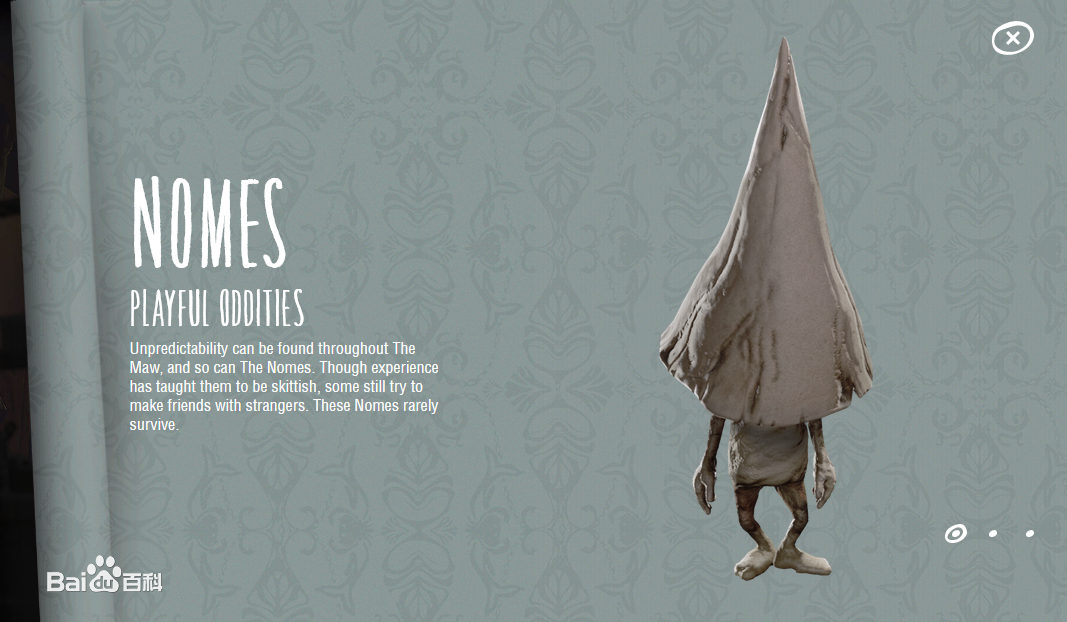 NOMES
PLAYFUL ODDITIES
Unpredictability can be found throughout The
Maw, and so can The Nomes. Though experience
has taught them to be skittish, some still try to
make friends with strangers. These Nomes rarely
survive.
Baidu百科